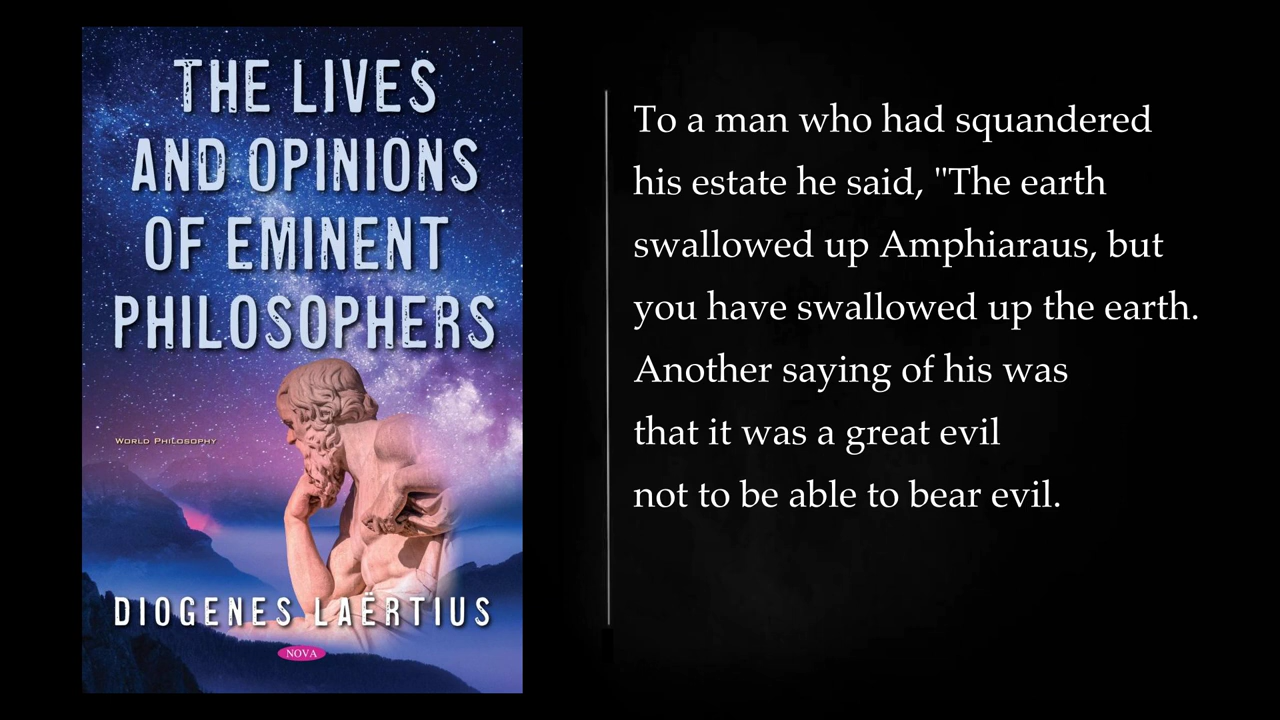 THE LIVES
AND OPINIONS
OF EMINENT
PHILOSOPHERS
WORLD PHILOSOPHY
DIOGENES LAËRTIUS
NOVA
To a man who had squandered
his estate he said, "The earth
swallowed up Amphiaraus, but
you have swallowed up the earth.
Another saying of his was
that it was a great evil
not to be able to bear evil.